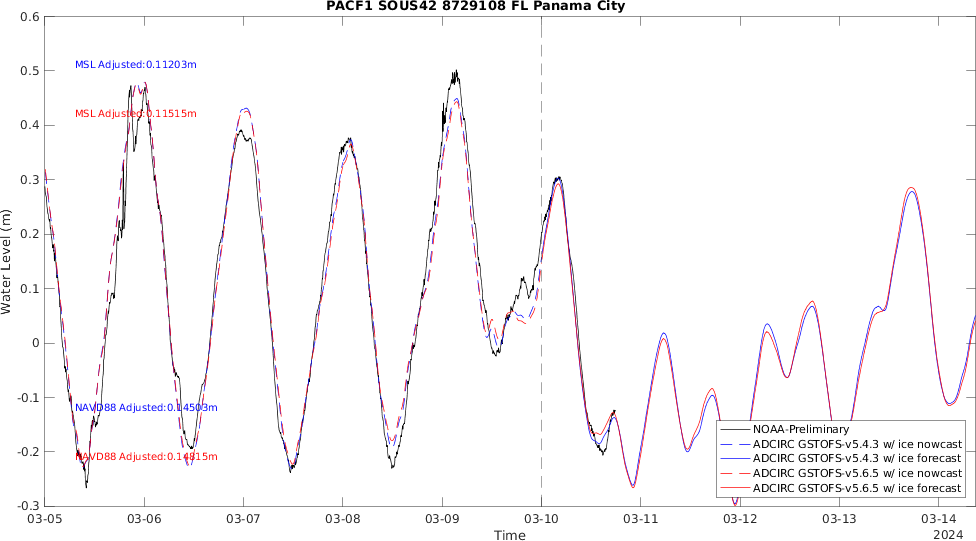 PACF1 SOUS42 8729108 FL Panama City
0.6
0.5
0.4
0.3
0.2
0.1
0
-0.1
-0.2
-0.3
Water Level (m)
MSL Adjusted:0.11203m
MSL Adjusted:0.11515m
NAVD88 Adjusted:0.14503m
NAVD88 Adjusted:0.14815m
NOAA-Preliminary
ADCIRC GSTOFS-v5.4.3 w/ ice nowcast
ADCIRC GSTOFS-v5.4.3 w/ ice forecast
ADCIRC GSTOFS-v5.6.5 w/ ice nowcast
ADCIRC GSTOFS-v5.6.5 w/ ice forecast
03-05 03-06 03-07 03-08 03-09 03-10 03-11 03-12 03-13 03-14
Time
2024